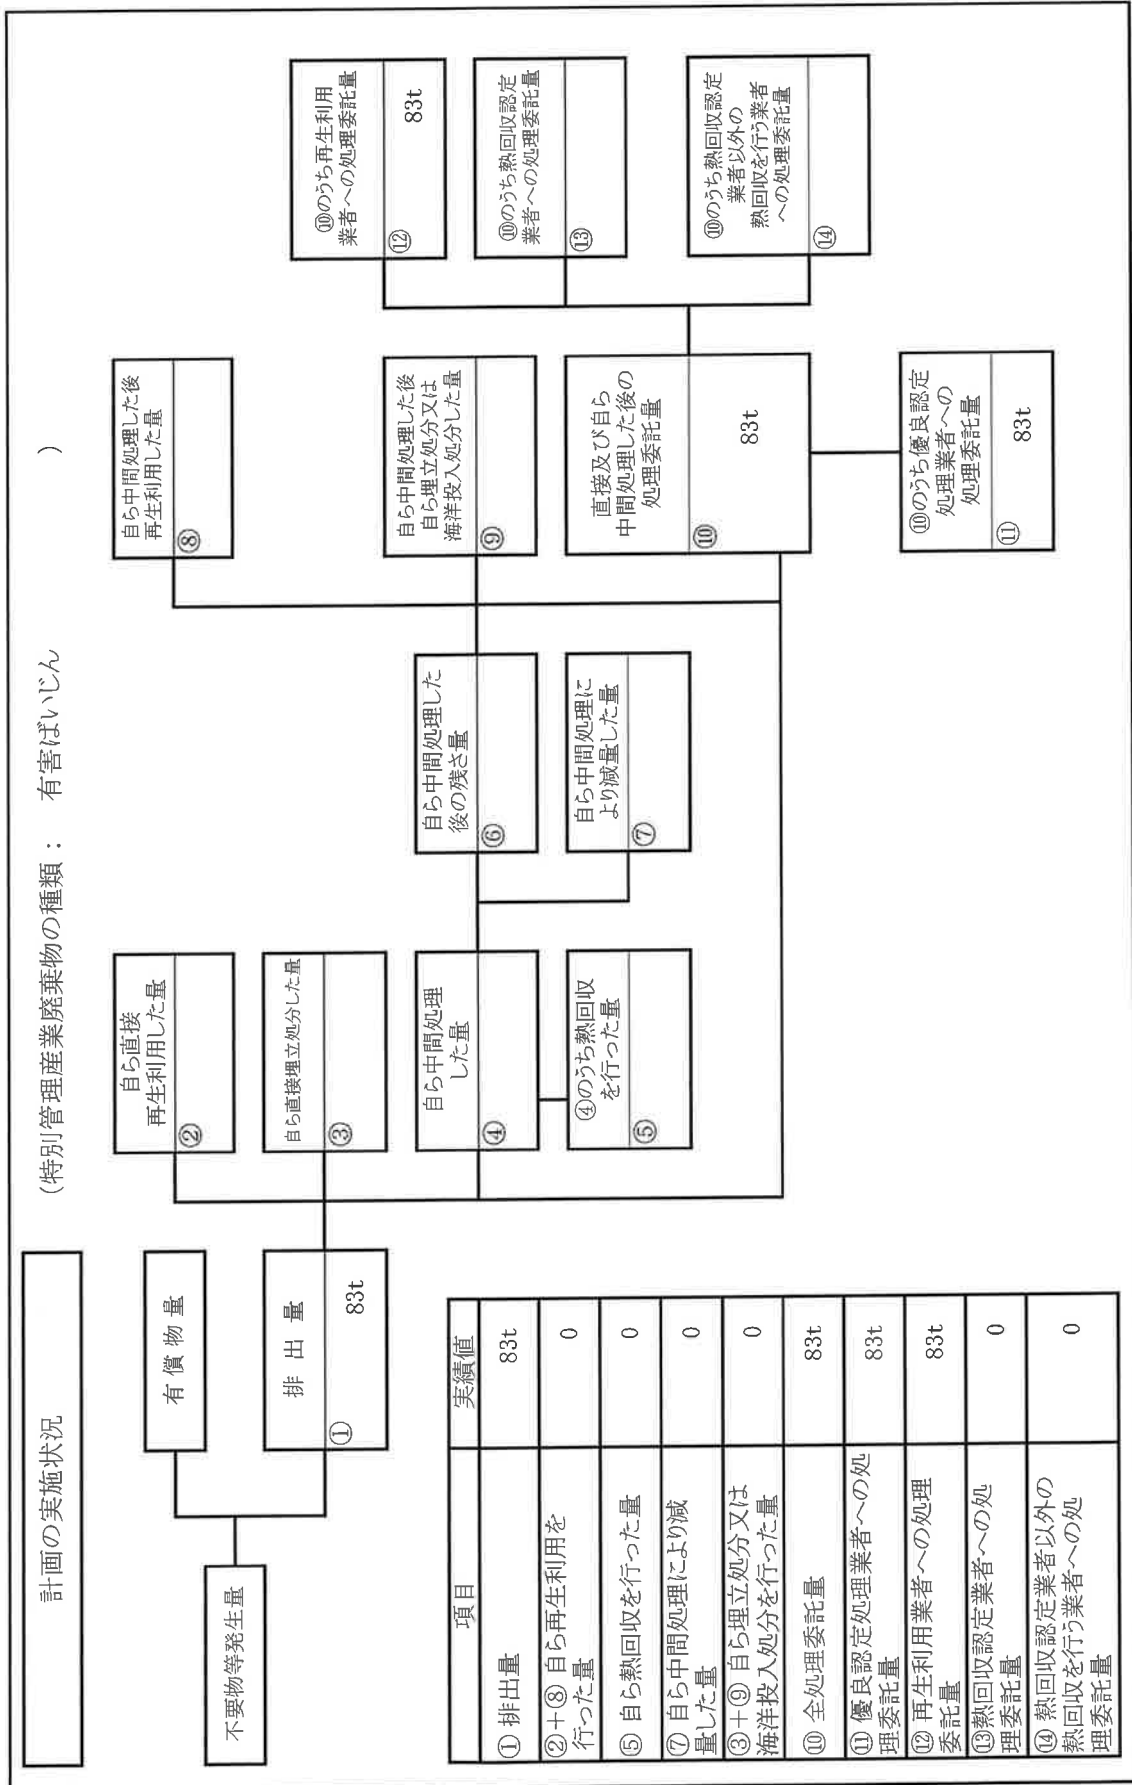 計画の実施状況
(特別管理産業廃棄物の種類： 有害ばいじん )
不要物等発生量
有 償 物 量
排 出 量
① 83t
自ら直接
再生利用した量
②
自ら直接埋立処分した量
③
自ら中間処理
した量
④
④のうち熱回収
を行った量
⑤
自ら中間処理した
後の残さ量
⑥
自ら中間処理に
より減量した量
⑦
自ら中間処理した後
再生利用した量
⑧
自ら中間処理した後
自ら埋立処分又は
海洋投入処分した量
⑨
直接及び自ら
中間処理した後の
処理委託量
⑩ 83t
⑩のうち優良認定
処理業者への
処理委託量
⑪ 83t
⑩のうち再生利用
業者への処理委託量
⑫ 83t
⑩のうち熱回収認定
業者への処理委託量
⑬
⑩のうち熱回収認定
業者以外の
熱回収を行う業者
への処理委託量
⑭
項目 実績値
① 排出量 83t
②＋⑧ 自ら再生利用を
行った量 0
⑤ 自ら熱回収を行った量 0
⑦ 自ら中間処理により減
量した量 0
③＋⑨ 自ら埋立処分又は
海洋投入処分を行った量 0
⑩ 全処理委託量 83t
⑪ 優良認定処理業者への処
理委託量 83t
⑫ 再生利用業者への処理
委託量 83t
⑬熱回収認定業者への処
理委託量 0
⑭ 熱回収認定業者以外の
熱回収を行う業者への処
理委託量 0